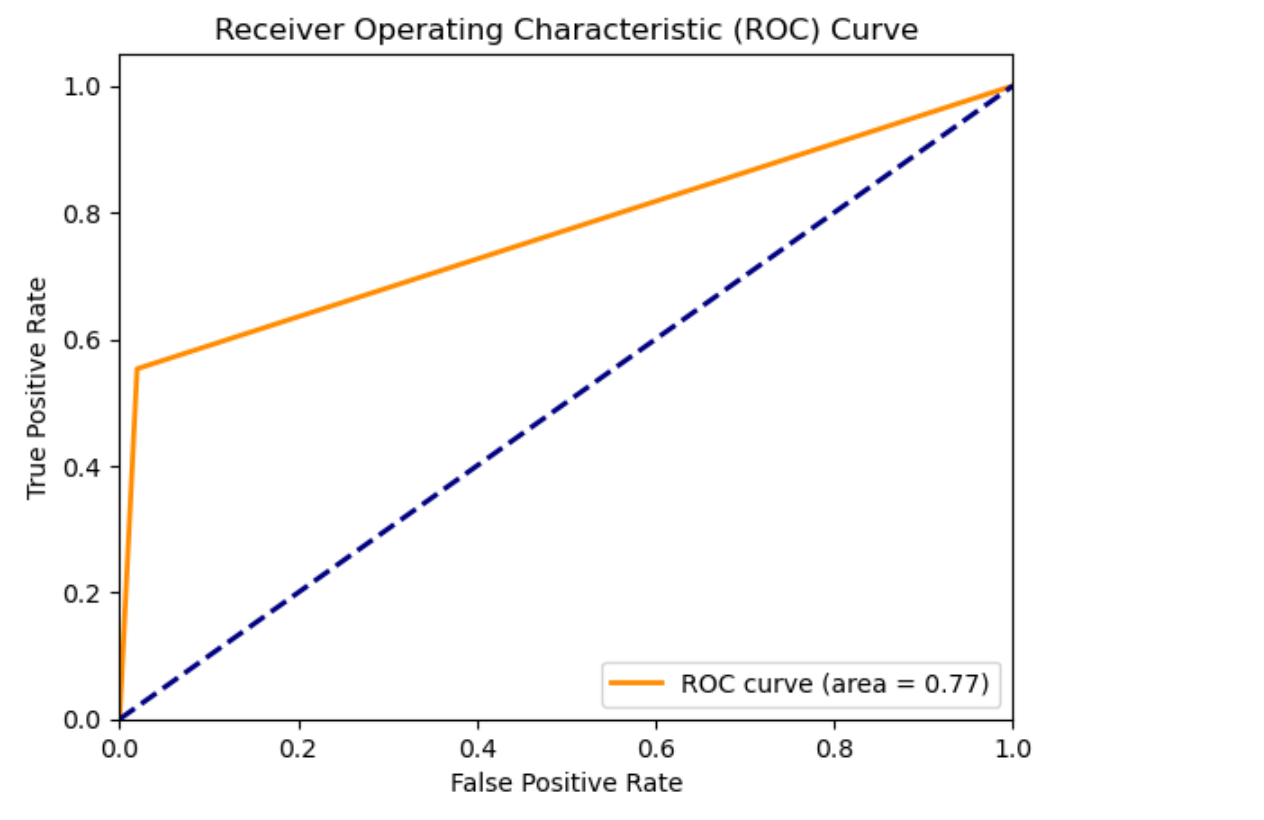 Receiver Operating Characteristic (ROC) Curve
1.0
0.8
0.6
0.4
0.2
0.0
True Positive Rate
ROC curve (area = 0.77)
0.0 0.2 0.4 0.6 0.8 1.0
False Positive Rate